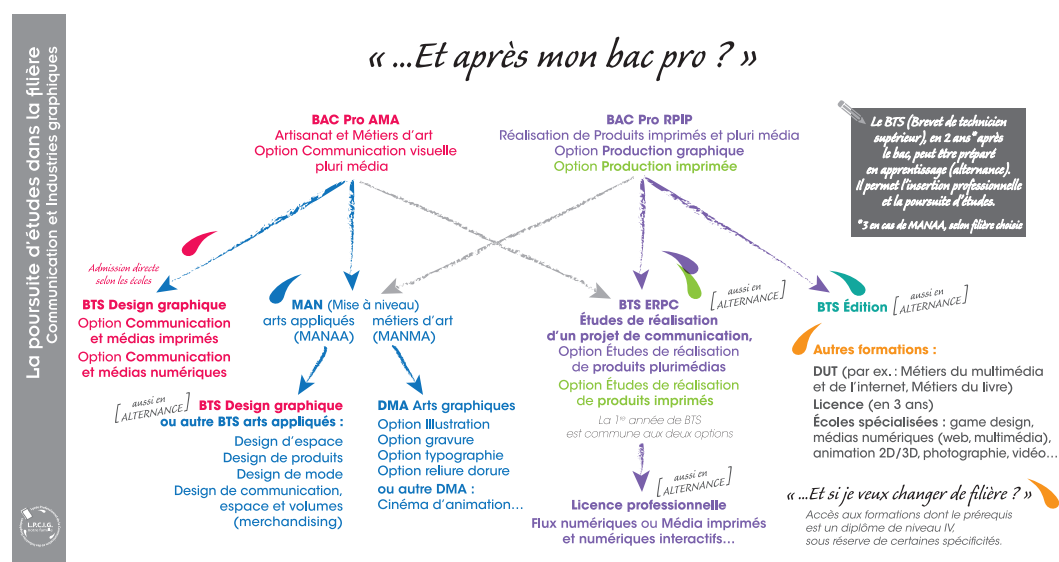 La poursuite d'études dans la filière
Communication et Industries graphiques
L.P.C.I.G.
« ...Et après mon bac pro ? »
BAC Pro AMA
Artisanat et Métiers d'art
Option Communication visuelle
pluri média
BAC Pro RPIP
Réalisation de Produits imprimés et pluri média
Option Production graphique
Option Production imprimée
Le BTS (Brevet de technicien
supérieur), en 2 ans* après
le bac, peut être préparé
en apprentissage (alternance).
Il permet l'insertion professionnelle
et la poursuite d'études.
*3 en cas de MANAA, selon filière choisie
Admission directe
selon les écoles
BTS Design graphique
Option Communication
et médias imprimés
Option Communication
et médias numériques
MAN (Mise à niveau)
arts appliqués métiers d'art
(MANAA) (MANMA)
[aussi en
ALTERNANCE]
BTS Design graphique
ou autre BTS arts appliqués :
Design d'espace
Design de produits
Design de mode
Design de communication,
espace et volumes
(merchandising)
DMA Arts graphiques
Option Illustration
Option gravure
Option typographie
Option reliure dorure
ou autre DMA :
Cinéma d'animation...
BTS ERPC
[aussi en
ALTERNANCE]
Études de réalisation
d'un projet de communication,
Option Études de réalisation
de produits plurimédias
Option Études de réalisation
de produits imprimés
La 1re année de BTS
est commune aux deux options
[aussi en
ALTERNANCE]
Licence professionnelle
Flux numériques ou Média imprimés
et numériques interactifs...
BTS Édition
[aussi en
ALTERNANCE]
Autres formations :
DUT (par ex. : Métiers du multimédia
et de l'internet, Métiers du livre)
Licence (en 3 ans)
Écoles spécialisées : game design,
médias numériques (web, multimédia),
animation 2D/3D, photographie, vidéo...
« ...Et si je veux changer de filière ? »
Accès aux formations dont le prérequis
est un diplôme de niveau IV,
sous réserve de certaines spécificités.